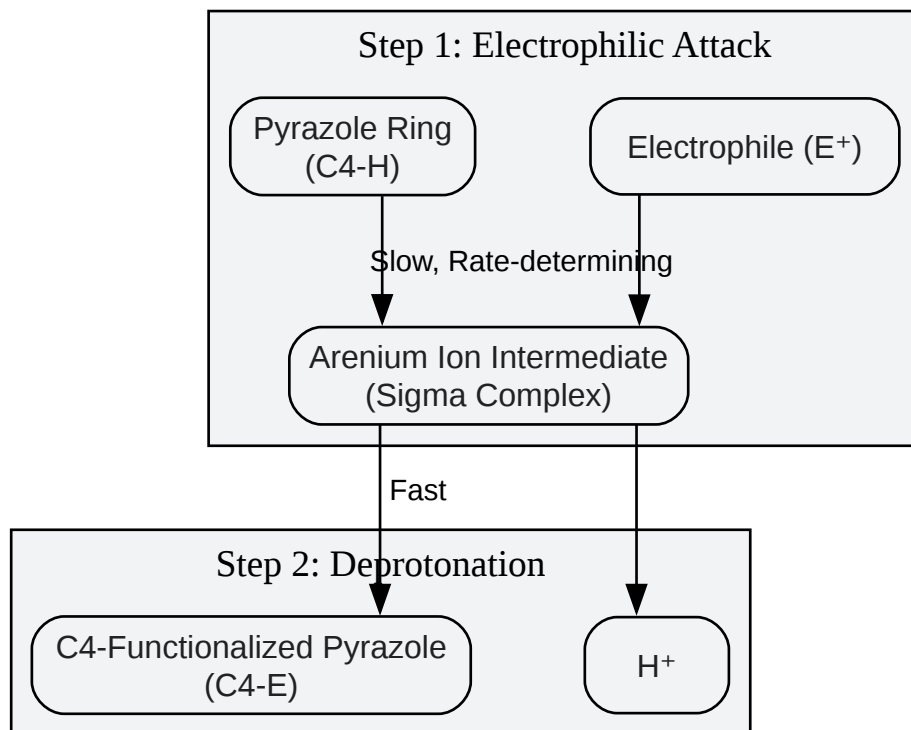 Step 1: Electrophilic Attack
Pyrazole Ring
(C4-H)
Electrophile (E⁺)
Slow, Rate-determining
Arenium Ion Intermediate
(Sigma Complex)
Fast
Step 2: Deprotonation
C4-Functionalized Pyrazole
(C4-E)
H⁺